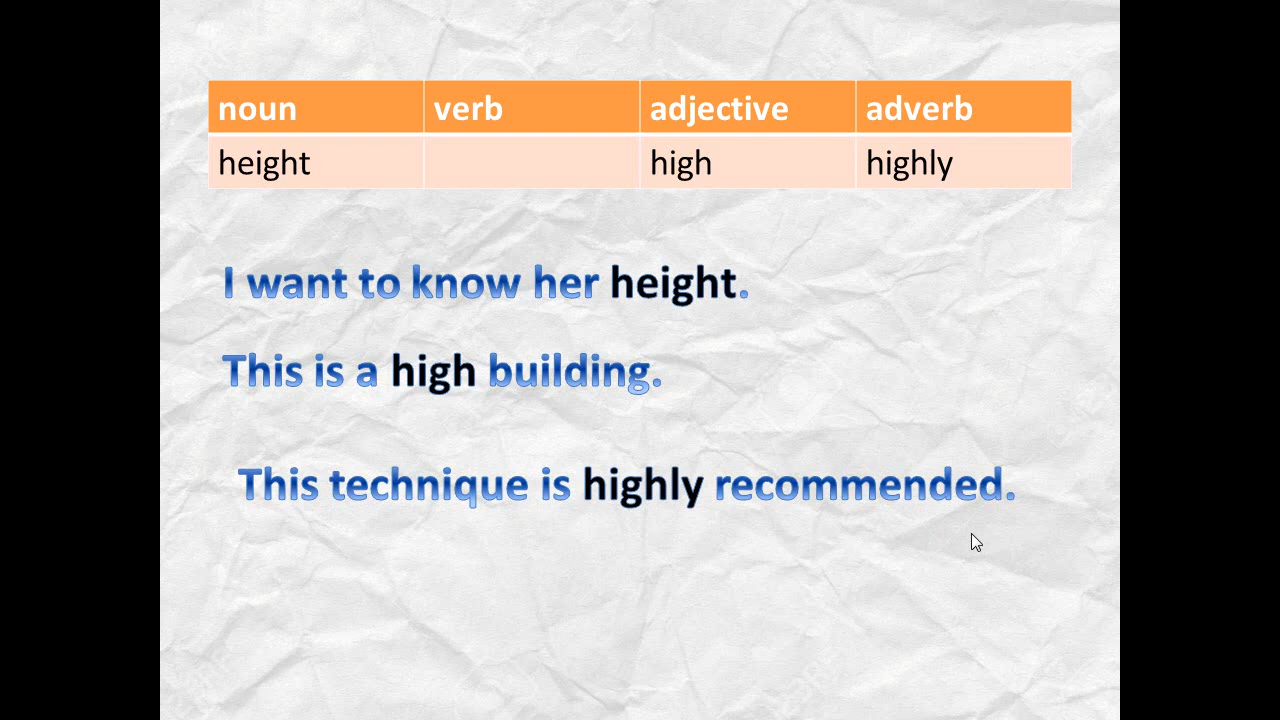 noun verb adjective adverb
height high highly
I want to know her height.
This is a high building.
This technique is highly recommended.